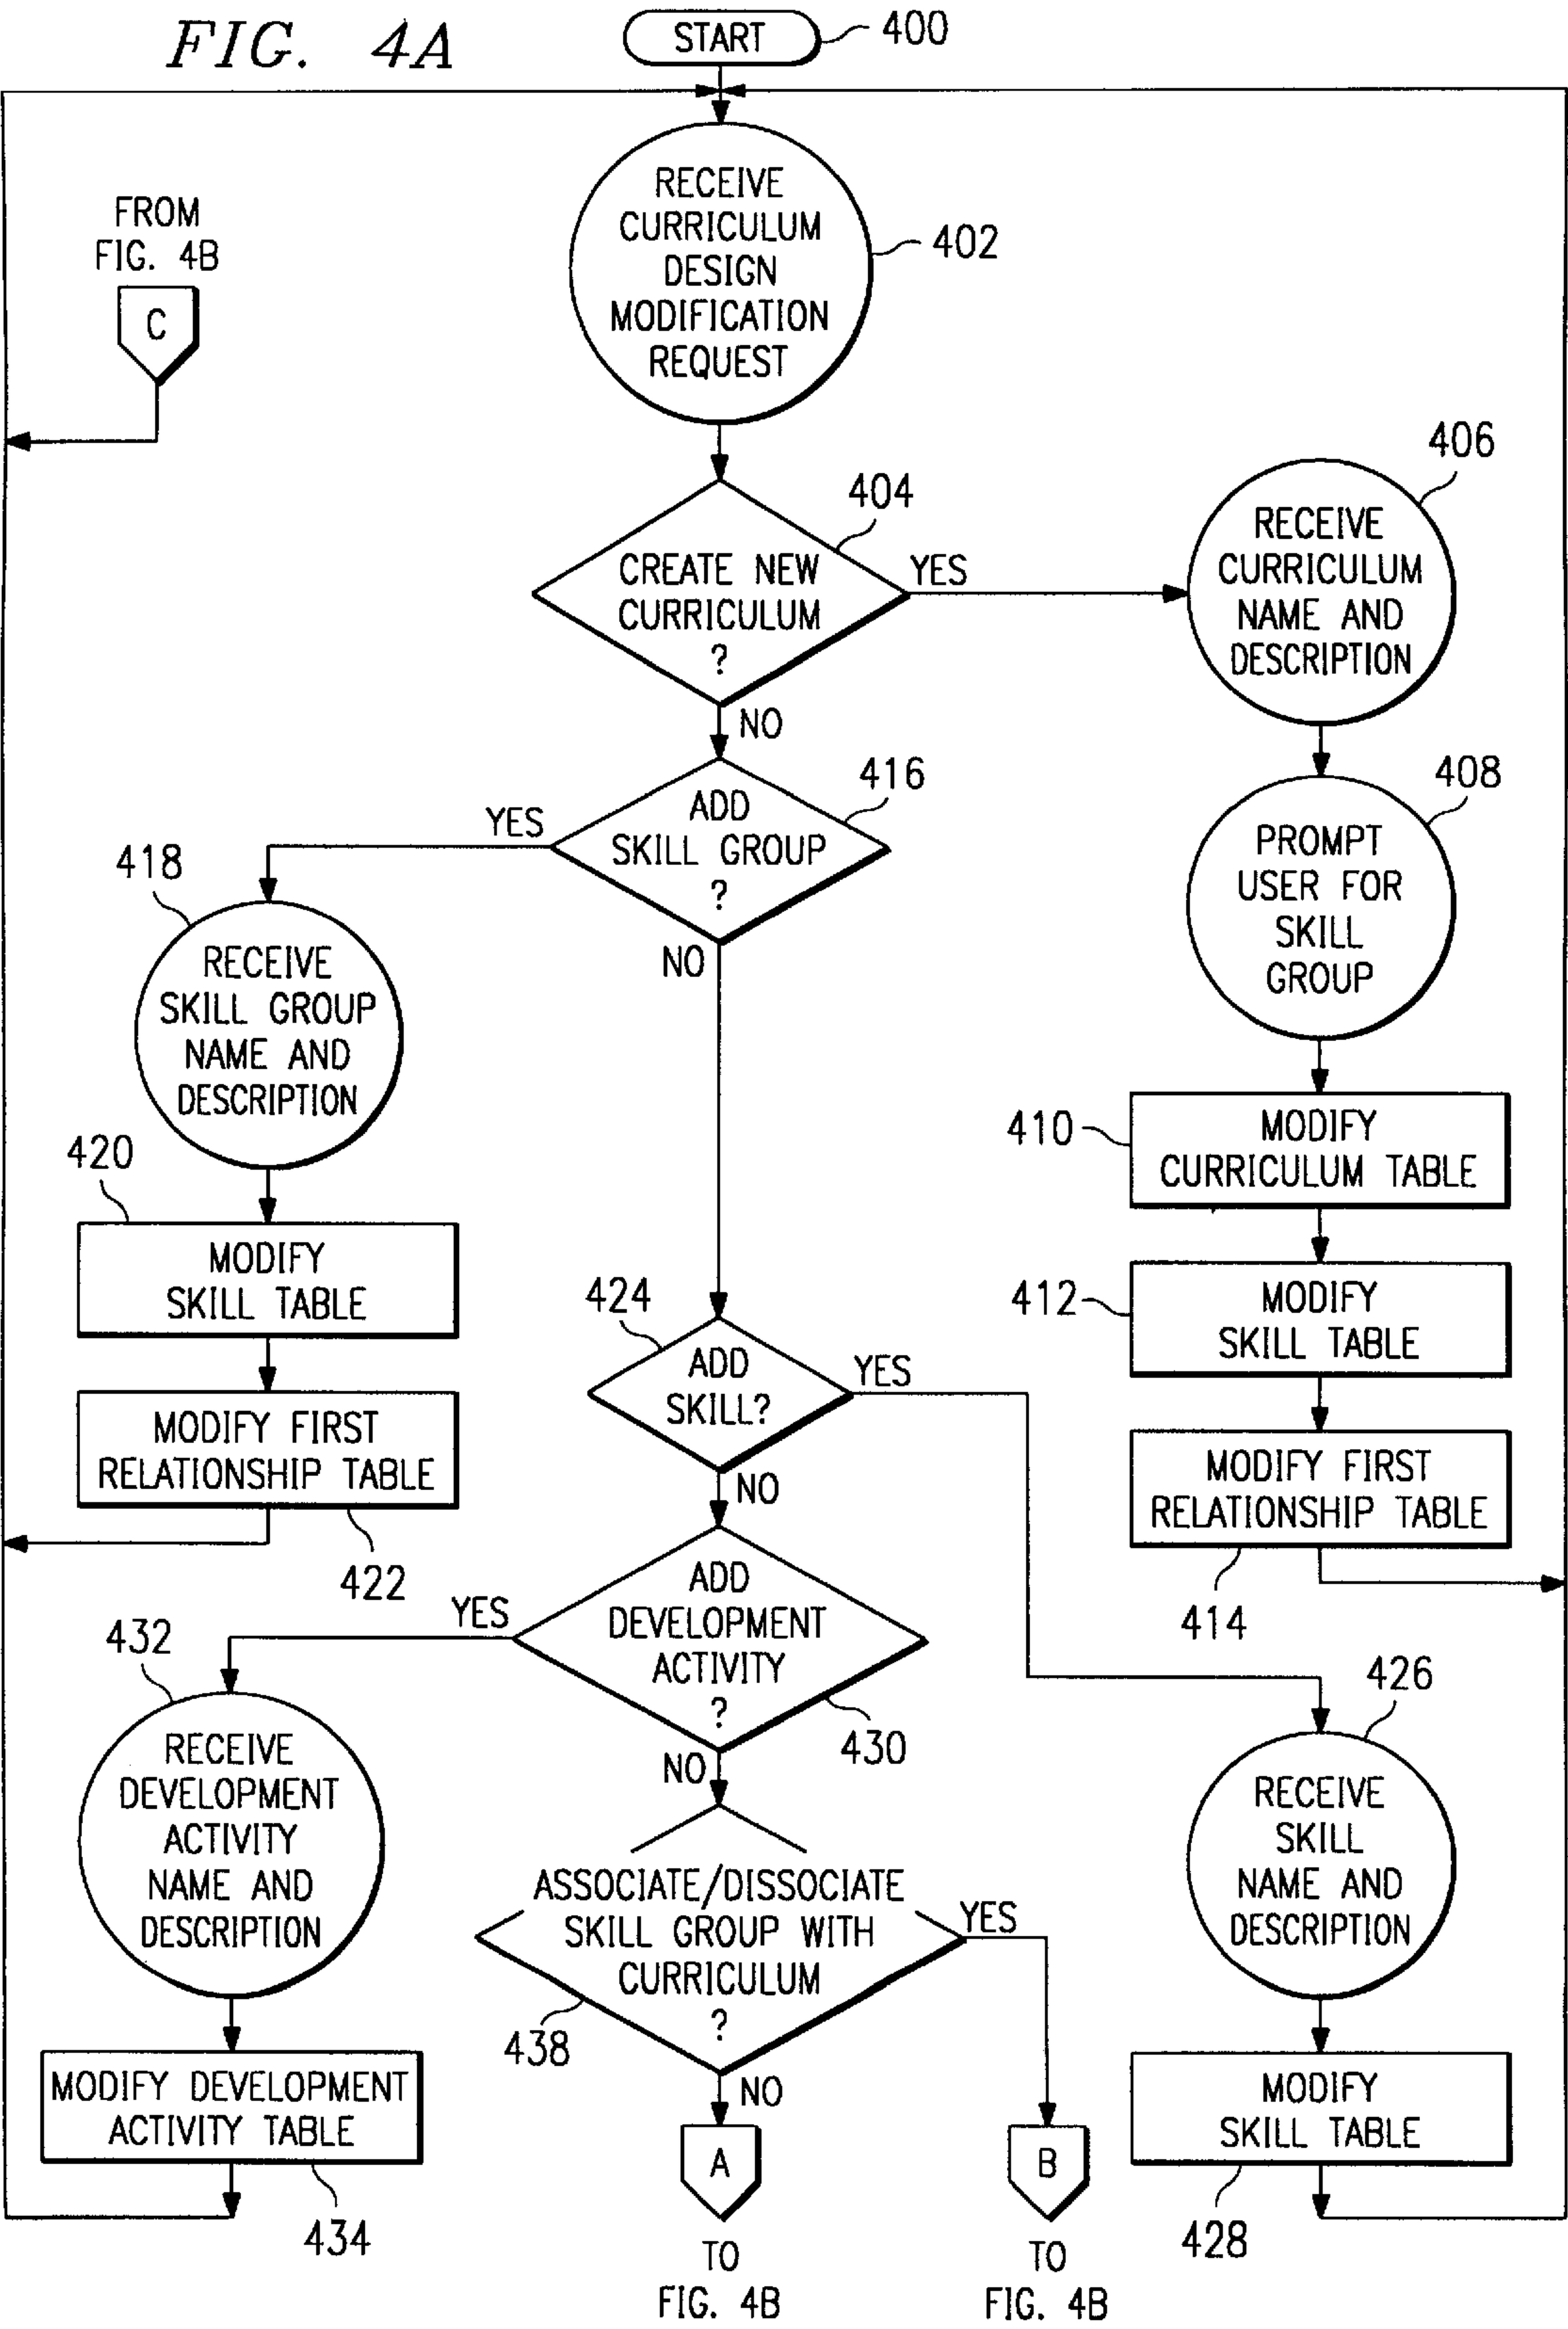 FIG. 4A
START
400
FROM
FIG. 4B
C
RECEIVE
CURRICULUM
DESIGN
MODIFICATION
REQUEST
402
404
CREATE NEW
CURRICULUM
?
YES
NO
406
RECEIVE
CURRICULUM
NAME AND
DESCRIPTION
408
PROMPT
USER FOR
SKILL
GROUP
410
MODIFY
CURRICULUM TABLE
412
MODIFY
SKILL TABLE
MODIFY FIRST
RELATIONSHIP TABLE
414
416
ADD
SKILL GROUP
?
YES
NO
418
RECEIVE
SKILL GROUP
NAME AND
DESCRIPTION
420
MODIFY
SKILL TABLE
MODIFY FIRST
RELATIONSHIP TABLE
422
424
ADD
SKILL?
YES
NO
426
RECEIVE
SKILL
NAME AND
DESCRIPTION
MODIFY
SKILL TABLE
428
ADD
DEVELOPMENT
ACTIVITY
?
430
YES
NO
432
RECEIVE
DEVELOPMENT
ACTIVITY
NAME AND
DESCRIPTION
MODIFY DEVELOPMENT
ACTIVITY TABLE
434
ASSOCIATE/DISSOCIATE
SKILL GROUP WITH
CURRICULUM
?
438
YES
NO
A
TO
FIG. 4B
B
TO
FIG. 4B